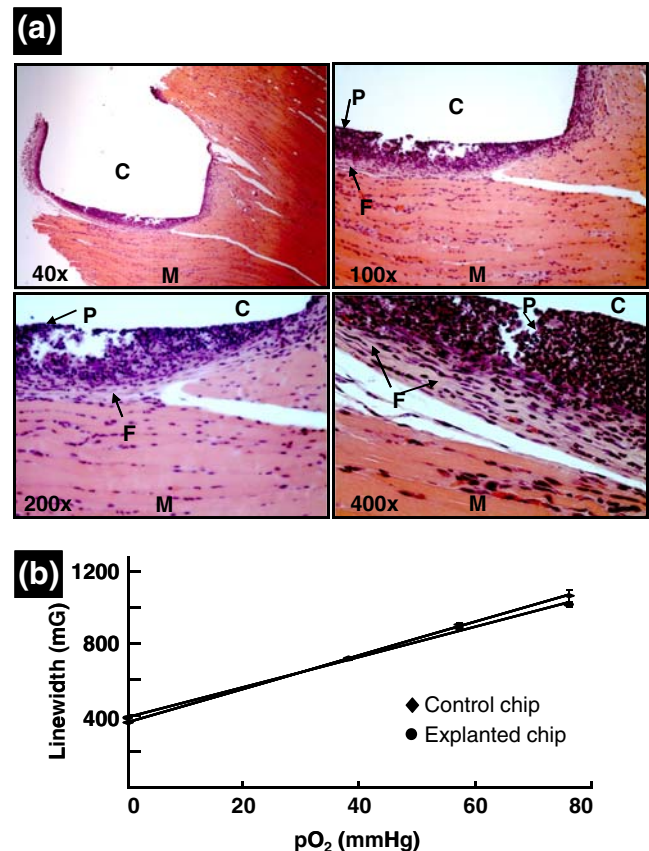 (a)
C
M
40x
P
C
F
M
100x
P
C
F
M
200x
P
C
F
M
400x
(b)
1200
800
400
Linewidth (mG)
◆ Control chip
● Explanted chip
0 20 40 60 80
pO₂ (mmHg)